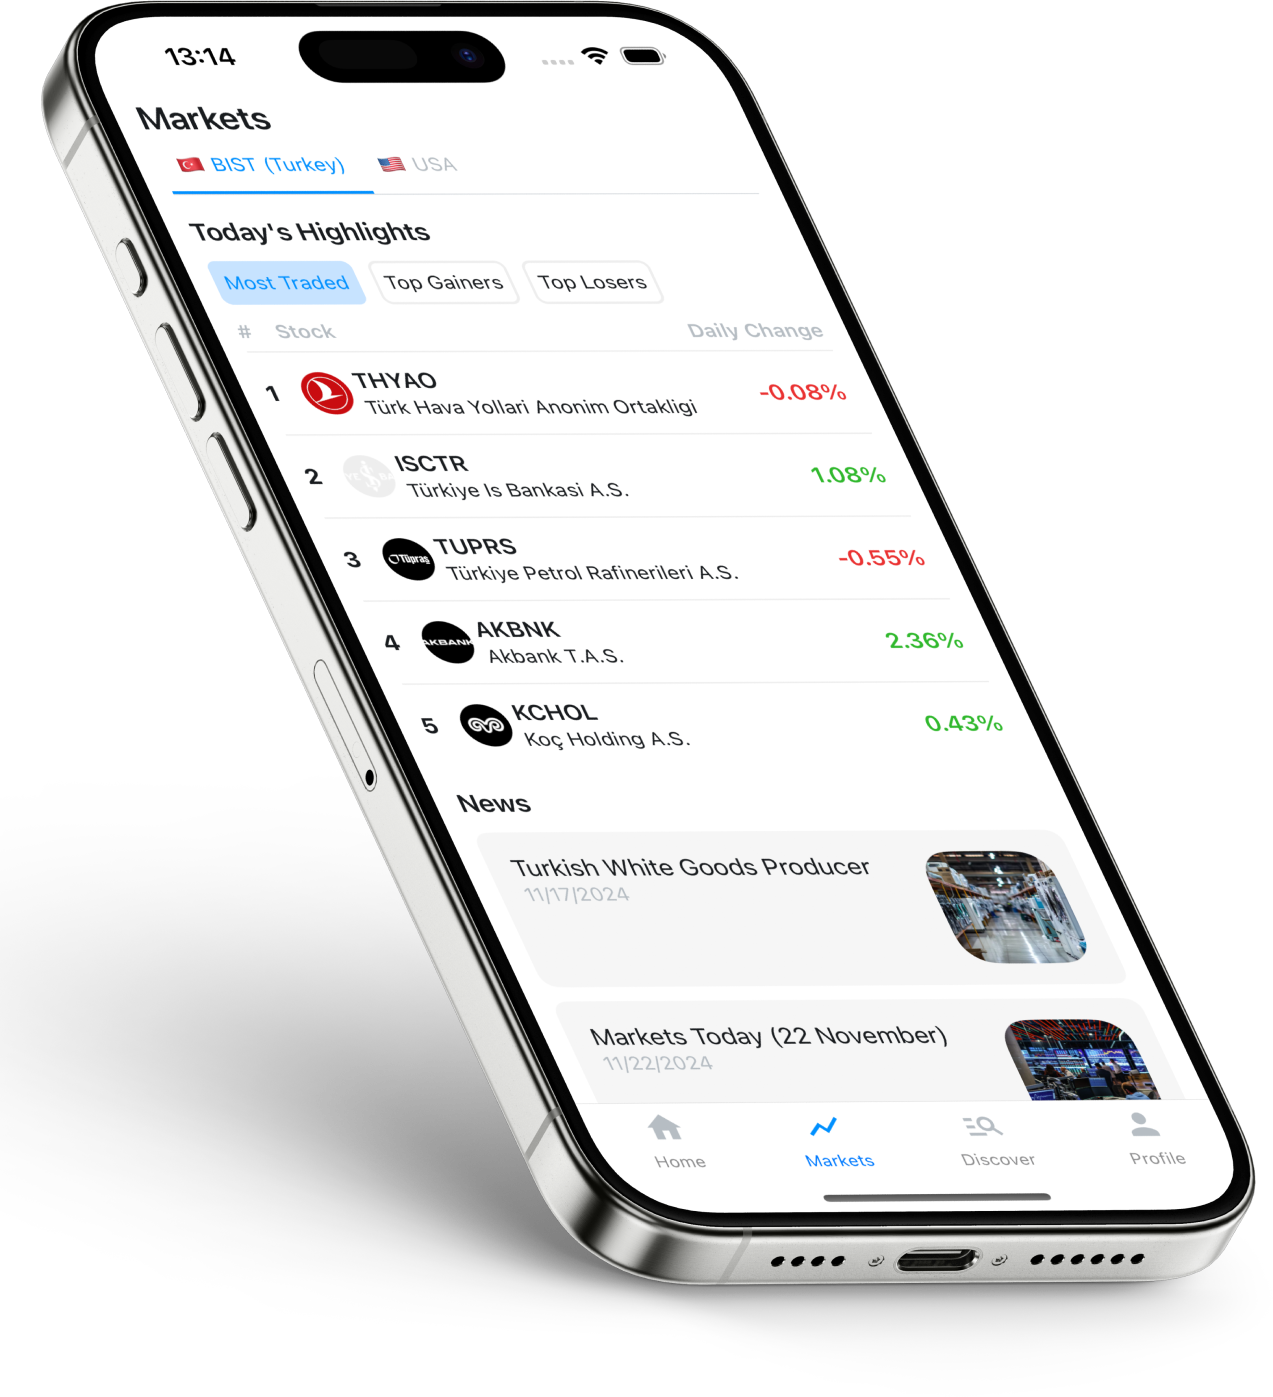 13:14
Markets
BIST (Turkey) USA
Today's Highlights
Most Traded Top Gainers Top Losers
# Stock Daily Change
1 THYAO -0.08%
Türk Hava Yollari Anonim Ortakligi
2 ISCTR 1.08%
Türkiye Is Bankasi A.S.
3 Tüpraş TUPRS -0.55%
Türkiye Petrol Rafinerileri A.S.
4 AKBANK AKBNK 2.36%
Akbank T.A.S.
5 KCHOL 0.43%
Koç Holding A.S.
News
Turkish White Goods Producer
11/17/2024
Markets Today (22 November)
11/22/2024
Home Markets Discover Profile